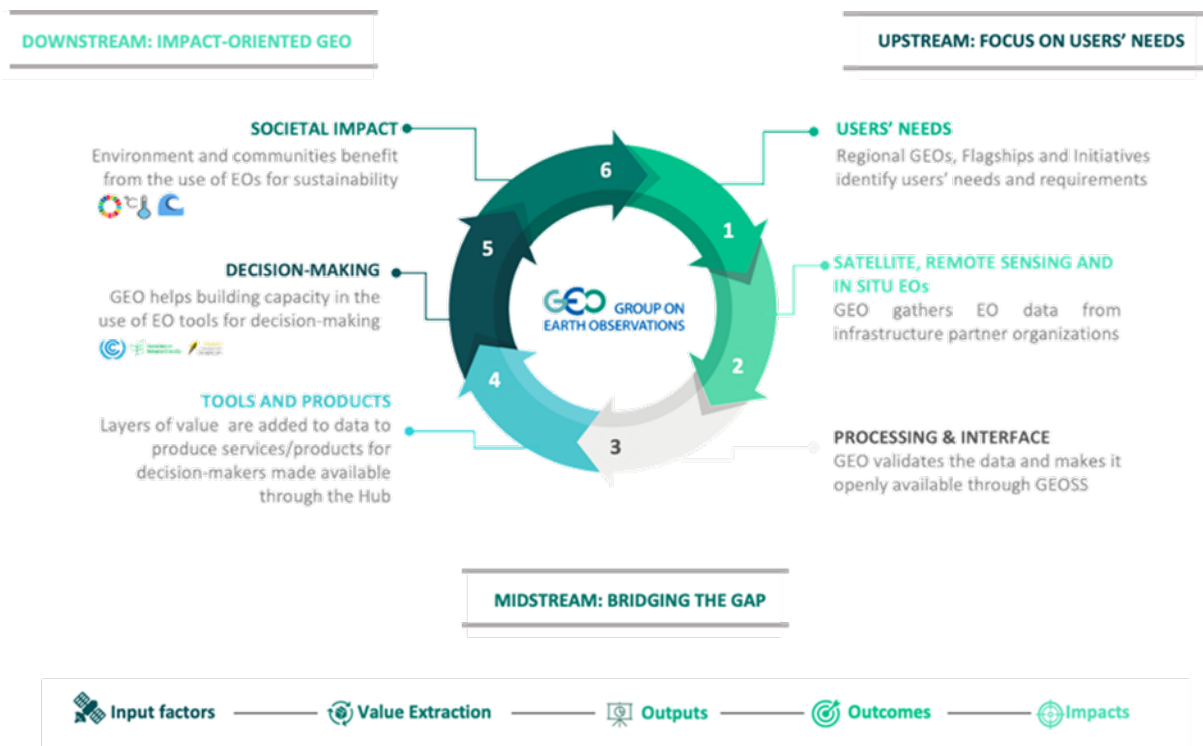 DOWNSTREAM: IMPACT-ORIENTED GEO
UPSTREAM: FOCUS ON USERS' NEEDS
SOCIETAL IMPACT
Environment and communities benefit
from the use of EOs for sustainability
°C
DECISION-MAKING
GEO helps building capacity in the
use of EO tools for decision-making
TOOLS AND PRODUCTS
Layers of value are added to data to
produce services/products for
decision-makers made available
through the Hub
6
1
5
2
4
3
GEO GROUP ON
EARTH OBSERVATIONS
USERS' NEEDS
Regional GEOs, Flagships and Initiatives
identify users' needs and requirements
SATELLITE, REMOTE SENSING AND
IN SITU EOs
GEO gathers EO data from
infrastructure partner organizations
PROCESSING & INTERFACE
GEO validates the data and makes it
openly available through GEOSS
MIDSTREAM: BRIDGING THE GAP
Input factors
Value Extraction
Outputs
Outcomes
Impacts